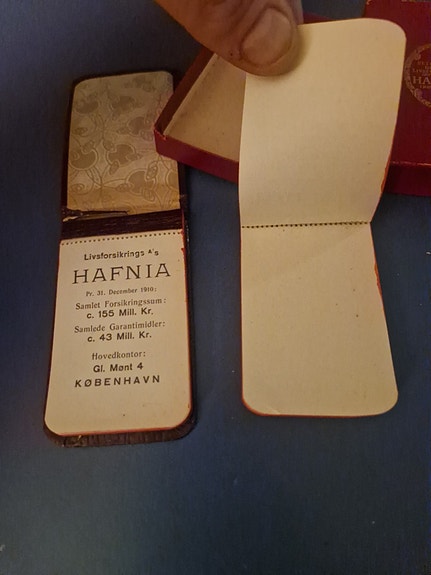 Livsforsikrings A's
HAFNIA
Pr. 31. December 1910:
Samlet Forsikringssum:
c. 155 Mill. Kr.
Samlede Garantimidler:
c. 43 Mill. Kr.
Hovedkontor:
Gl. Mønt 4
KØBENHAVN